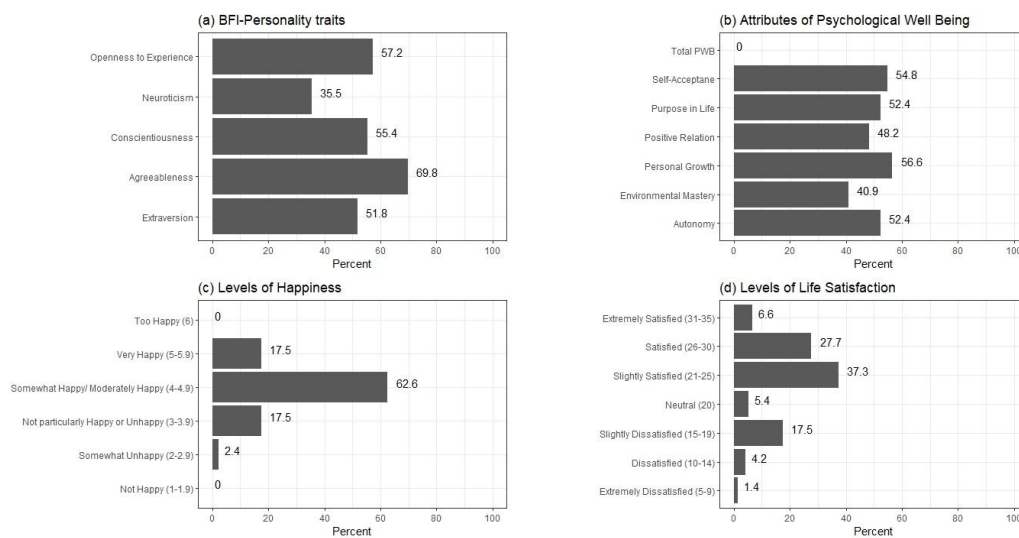 (a) BFI-Personality traits
Openness to Experience
57.2
Neuroticism
35.5
Conscientiousness
55.4
Agreeableness
69.8
Extraversion
51.8
0 20 40 60 80 100
Percent
(b) Attributes of Psychological Well Being
Total PWB
0
Self-Acceptane
54.8
Purpose in Life
52.4
Positive Relation
48.2
Personal Growth
56.6
Environmental Mastery
40.9
Autonomy
52.4
0 20 40 60 80 100
Percent
(c) Levels of Happiness
Too Happy (6)
0
Very Happy (5-5.9)
17.5
Somewhat Happy/ Moderately Happy (4-4.9)
62.6
Not particularly Happy or Unhappy (3-3.9)
17.5
Somewhat Unhappy (2-2.9)
2.4
Not Happy (1-1.9)
0
0 20 40 60 80 100
Percent
(d) Levels of Life Satisfaction
Extremely Satisfied (31-35)
6.6
Satisfied (26-30)
27.7
Slightly Satisfied (21-25)
37.3
Neutral (20)
5.4
Slightly Dissatisfied (15-19)
17.5
Dissatisfied (10-14)
4.2
Extremely Dissatisfied (5-9)
1.4
0 20 40 60 80 100
Percent